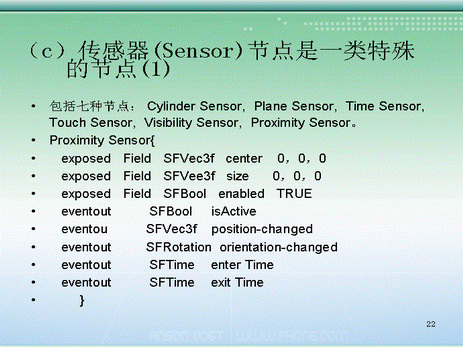 （c）传感器(Sensor)节点是一类特殊
的节点(1)
• 包括七种节点： Cylinder Sensor, Plane Sensor, Time Sensor,
Touch Sensor, Visibility Sensor, Proximity Sensor。
• Proximity Sensor{
• exposed Field SFVec3f center 0，0，0
• exposed Field SFVee3f size 0，0，0
• exposed Field SFBool enabled TRUE
• eventout SFBool isActive
• eventou SFVec3f position-changed
• eventout SFRotation orientation-changed
• eventout SFTime enter Time
• eventout SFTime exit Time
• }
22